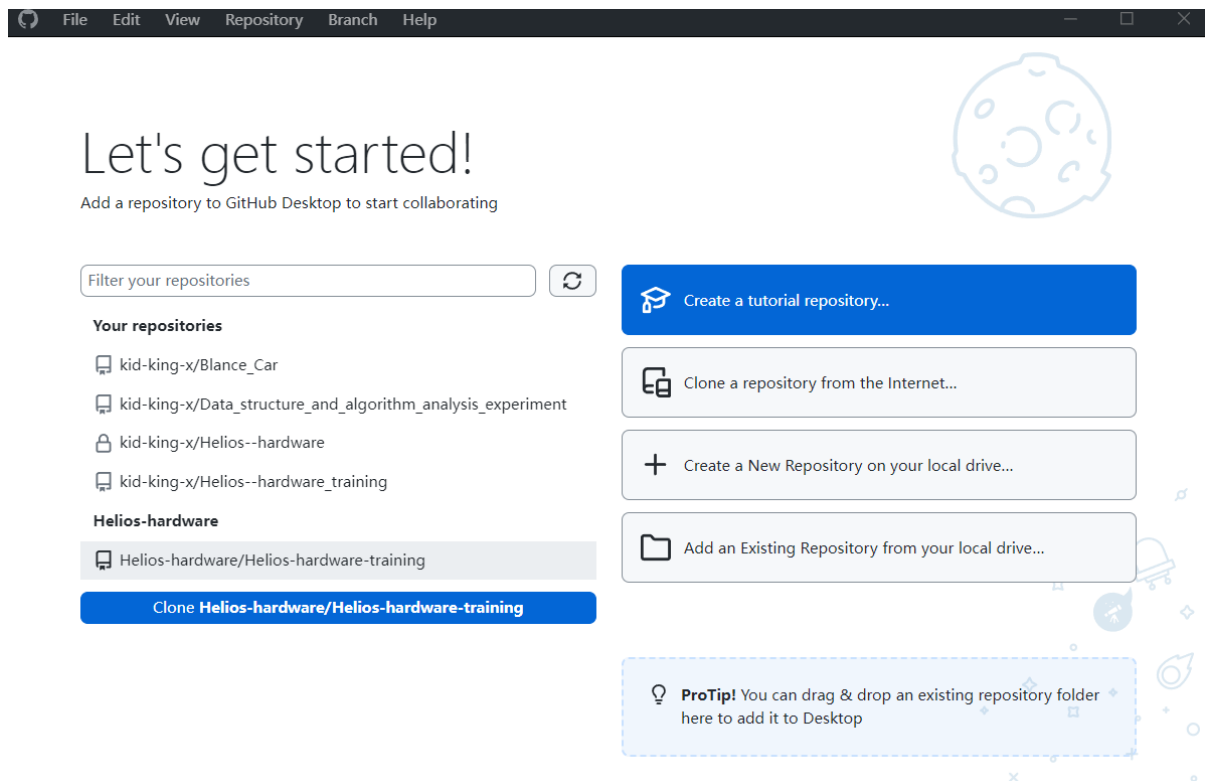 File Edit View Repository Branch Help
Let's get started!
Add a repository to GitHub Desktop to start collaborating
Filter your repositories
Your repositories
kid-king-x/Blance_Car
kid-king-x/Data_structure_and_algorithm_analysis_experiment
kid-king-x/Helios--hardware
kid-king-x/Helios--hardware_training
Helios-hardware
Helios-hardware/Helios-hardware-training
Clone Helios-hardware/Helios-hardware-training
Create a tutorial repository...
Clone a repository from the Internet...
Create a New Repository on your local drive...
Add an Existing Repository from your local drive...
ProTip! You can drag & drop an existing repository folder
here to add it to Desktop